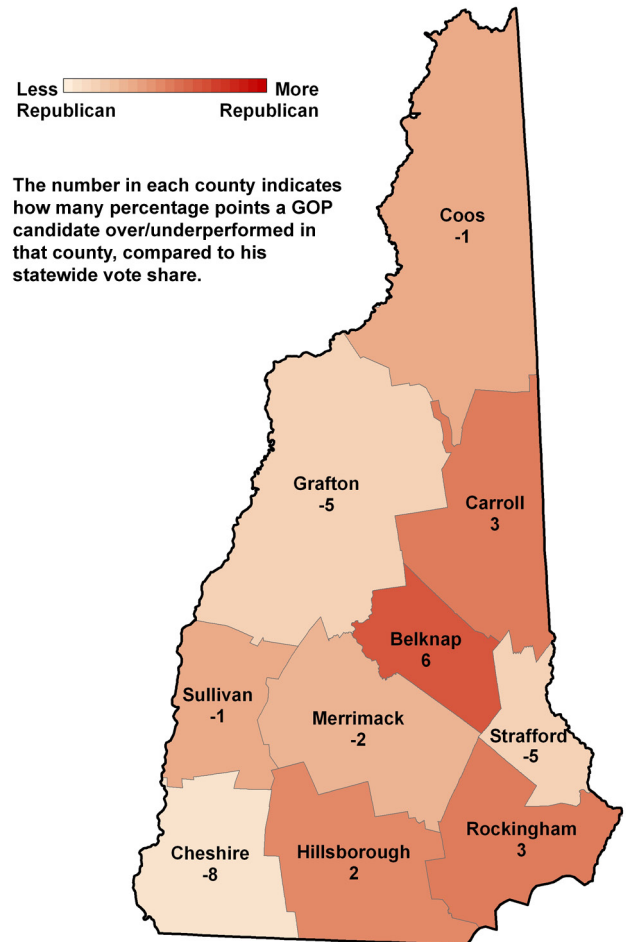 Less More
Republican Republican
The number in each county indicates
how many percentage points a GOP
candidate over/underperformed in
that county, compared to his
statewide vote share.
Coos
-1
Grafton
-5
Carroll
3
Belknap
6
Sullivan
-1
Merrimack
-2
Strafford
-5
Cheshire
-8
Hillsborough
2
Rockingham
3